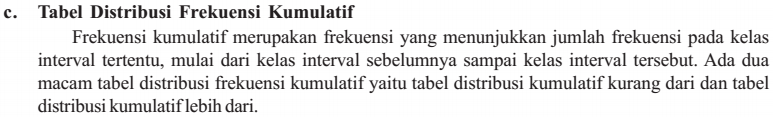 c. Tabel Distribusi Frekuensi Kumulatif
Frekuensi kumulatif merupakan frekuensi yang menunjukkan jumlah frekuensi pada kelas
interval tertentu, mulai dari kelas interval sebelumnya sampai kelas interval tersebut. Ada dua
macam tabel distribusi frekuensi kumulatif yaitu tabel distribusi kumulatif kurang dari dan tabel
distribusi kumulatif lebih dari.